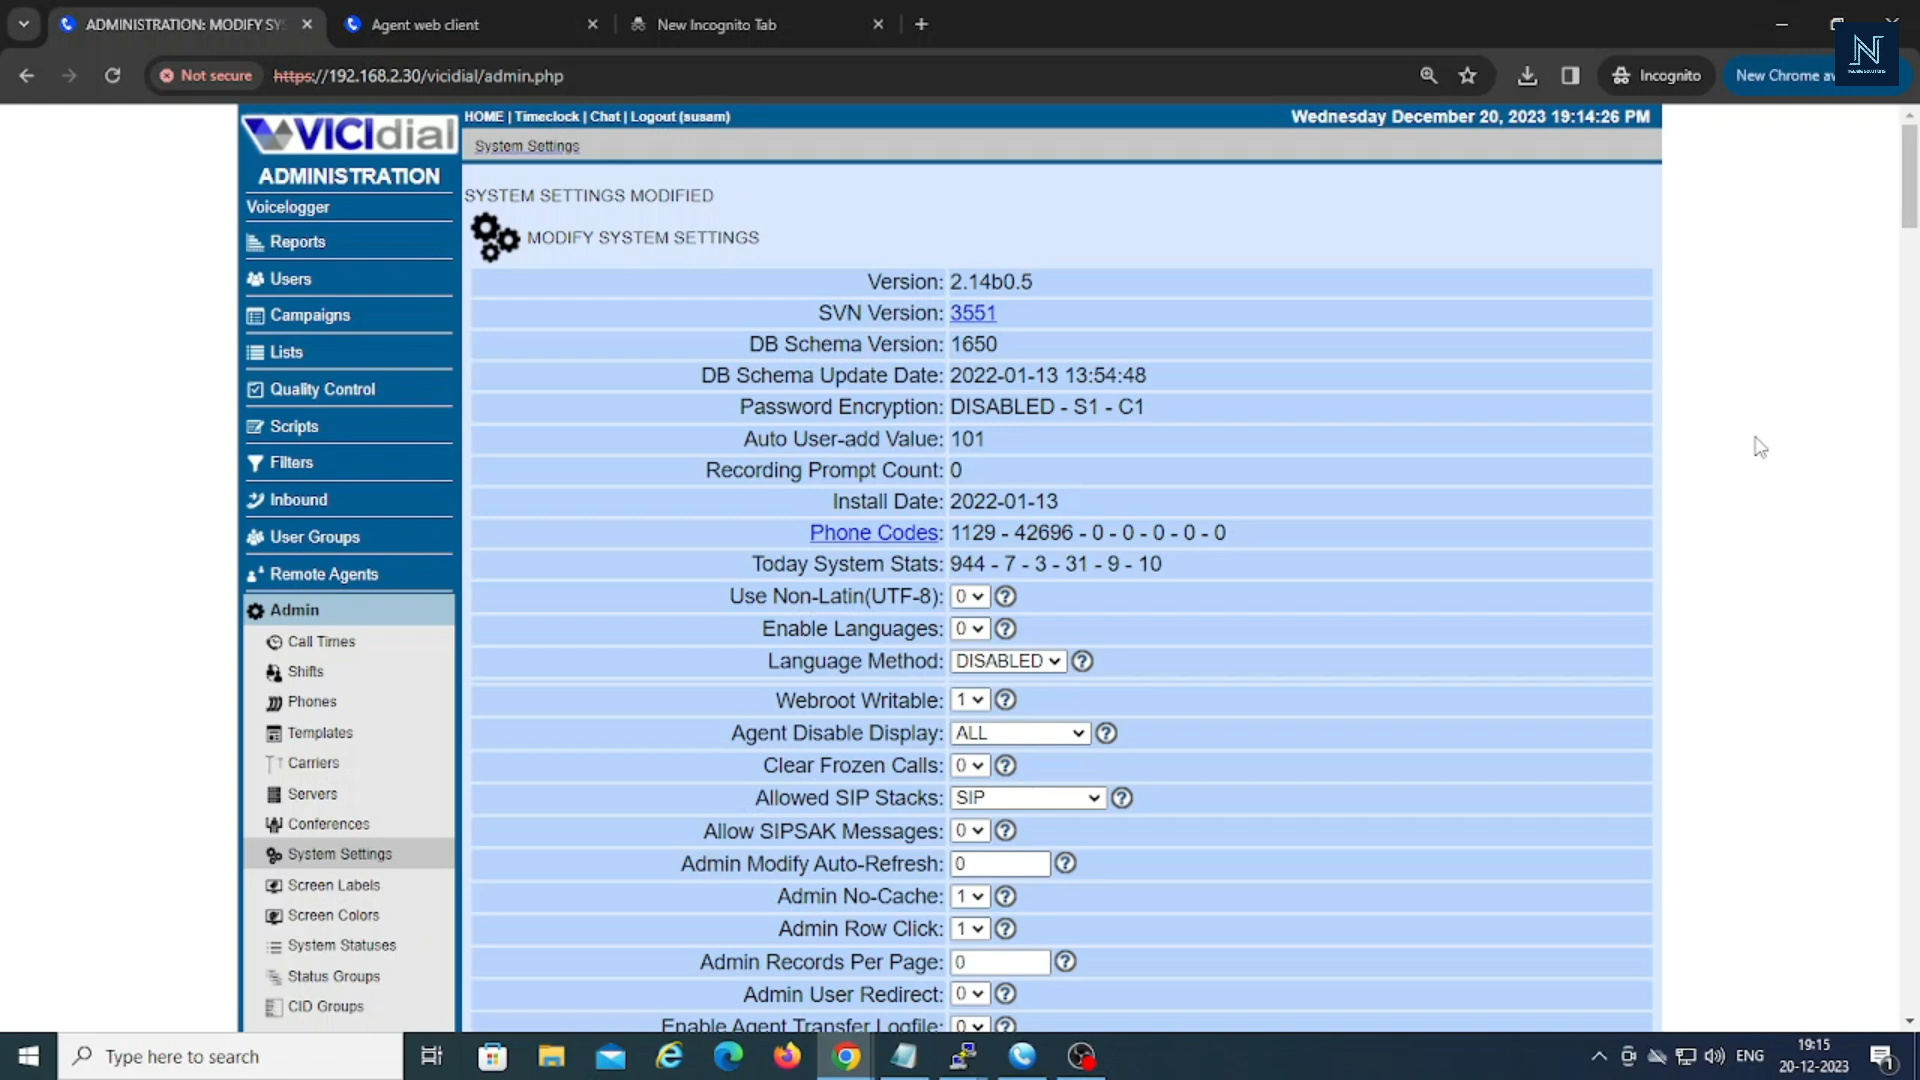 ADMINISTRATION: MODIFY SYS
Agent web client
New Incognito Tab
Not secure
https://192.168.2.30/vicidial/admin.php
Incognito
New Chrome av
HOME | Timeclock | Chat | Logout (susam)
Wednesday December 20, 2023 19:14:26 PM
VICIdial
System Settings
ADMINISTRATION
Voicelogger
Reports
Users
Campaigns
Lists
Quality Control
Scripts
Filters
Inbound
User Groups
Remote Agents
Admin
Call Times
Shifts
Phones
Templates
Carriers
Servers
Conferences
System Settings
Screen Labels
Screen Colors
System Statuses
Status Groups
CID Groups
SYSTEM SETTINGS MODIFIED
MODIFY SYSTEM SETTINGS
Version: 2.14b0.5
SVN Version: 3551
DB Schema Version: 1650
DB Schema Update Date: 2022-01-13 13:54:48
Password Encryption: DISABLED - S1 - C1
Auto User-add Value: 101
Recording Prompt Count: 0
Install Date: 2022-01-13
Phone Codes: 1129 - 42696 - 0 - 0 - 0 - 0 - 0
Today System Stats: 944 - 7 - 3 - 31 - 9 - 10
Use Non-Latin(UTF-8): 0
Enable Languages: 0
Language Method: DISABLED
Webroot Writable: 1
Agent Disable Display: ALL
Clear Frozen Calls: 0
Allowed SIP Stacks: SIP
Allow SIPSAK Messages: 0
Admin Modify Auto-Refresh: 0
Admin No-Cache: 1
Admin Row Click: 1
Admin Records Per Page: 0
Admin User Redirect: 0
Enable Agent Transfer Logfile: 0
Type here to search
ENG
19:15
20-12-2023
1